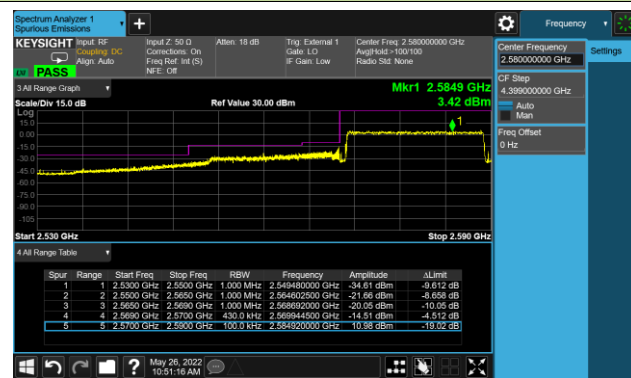 Spectrum Analyzer 1
Spurious Emissions
Frequency
KEYSIGHT
Input: RF
Coupling: DC
Align: Auto
Input Z: 50 Ω
Corrections: On
Freq Ref: Int (S)
NFE: Off
Atten: 18 dB
Trig: External 1
Gate: LO
IF Gain: Low
Center Freq: 2.580000000 GHz
Avg|Hold:>100/100
Radio Std: None
PASS
Center Frequency
2.580000000 GHz
Settings
CF Step
4.399000000 GHz
Auto
Man
Freq Offset
0 Hz
3 All Range Graph
Mkr1 2.5849 GHz
Scale/Div 15.0 dB
Ref Value 30.00 dBm
3.42 dBm
Log
15.0
0.00
-15.0
-30.0
-45.0
-60.0
-75.0
-90.0
-105
1
Start 2.530 GHz
Stop 2.590 GHz
4 All Range Table
Spur Range Start Freq Stop Freq RBW Frequency Amplitude ΔLimit
1 1 2.5300 GHz 2.5500 GHz 1.000 MHz 2.549480000 GHz -34.61 dBm -9.612 dB
2 2 2.5500 GHz 2.5650 GHz 1.000 MHz 2.564602500 GHz -21.66 dBm -8.658 dB
3 3 2.5650 GHz 2.5690 GHz 1.000 MHz 2.568692000 GHz -20.05 dBm -10.05 dB
4 4 2.5690 GHz 2.5700 GHz 430.0 kHz 2.569944500 GHz -14.51 dBm -4.512 dB
5 5 2.5700 GHz 2.5900 GHz 100.0 kHz 2.584920000 GHz 10.98 dBm -19.02 dB
May 26, 2022
10:51:16 AM